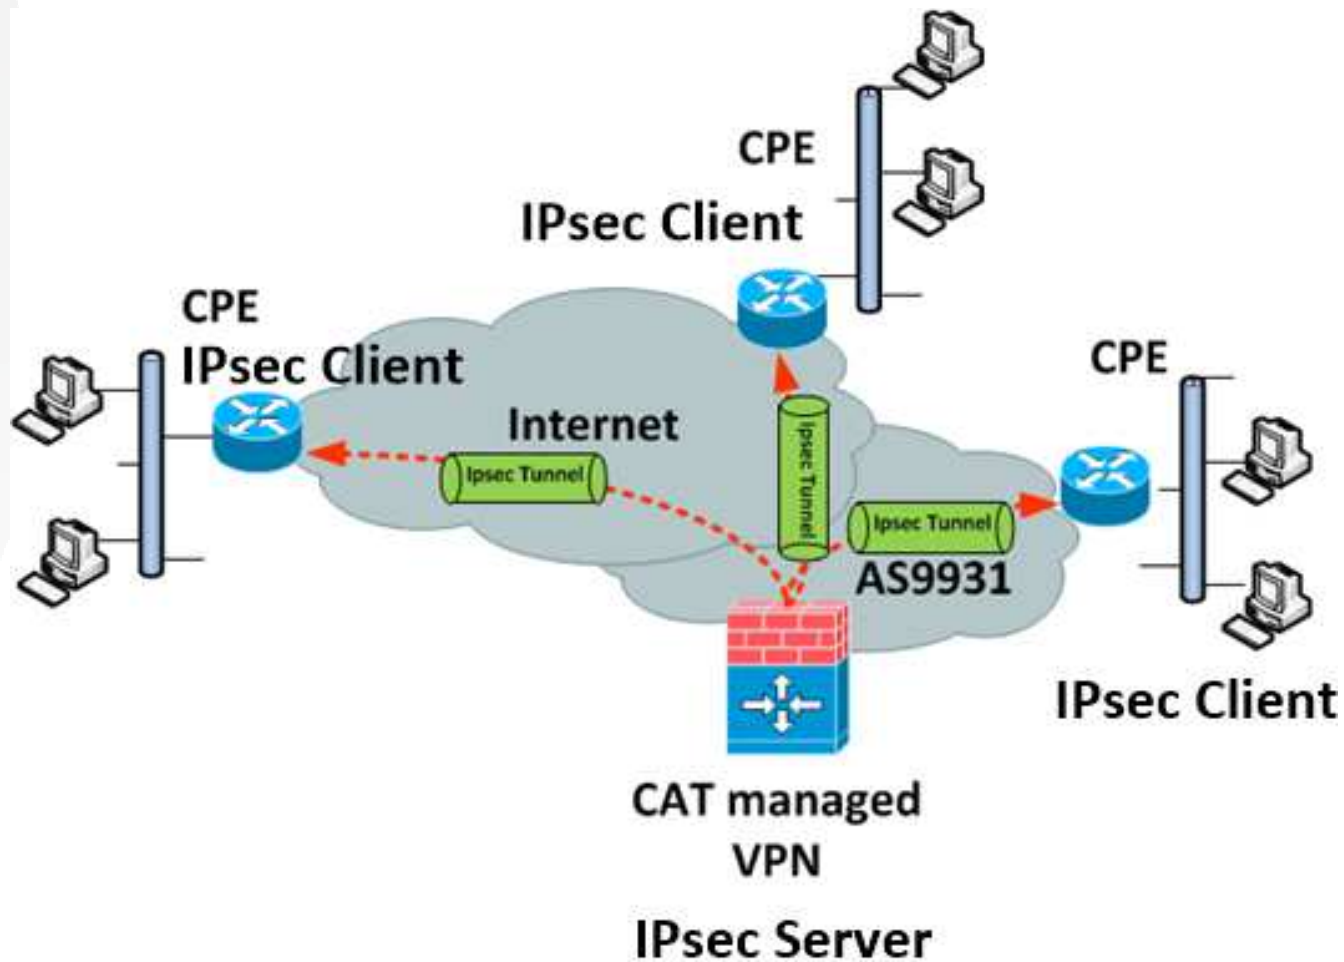 CPE
IPsec Client
CPE
IPsec Client
CPE
Internet
Ipsec Tunnel
Ipsec Tunnel
Ipsec Tunnel
AS9931
IPsec Client
CAT managed
VPN
IPsec Server